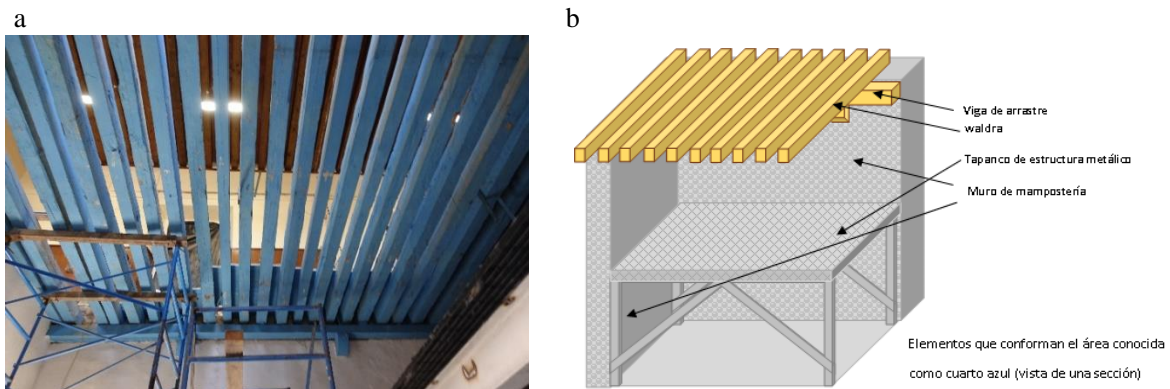 a
b
Viga de arrastre
waldra
Tapanco de estructura metálico
Muro de mampostería
Elementos que conforman el área conocida
como cuarto azul (vista de una sección)